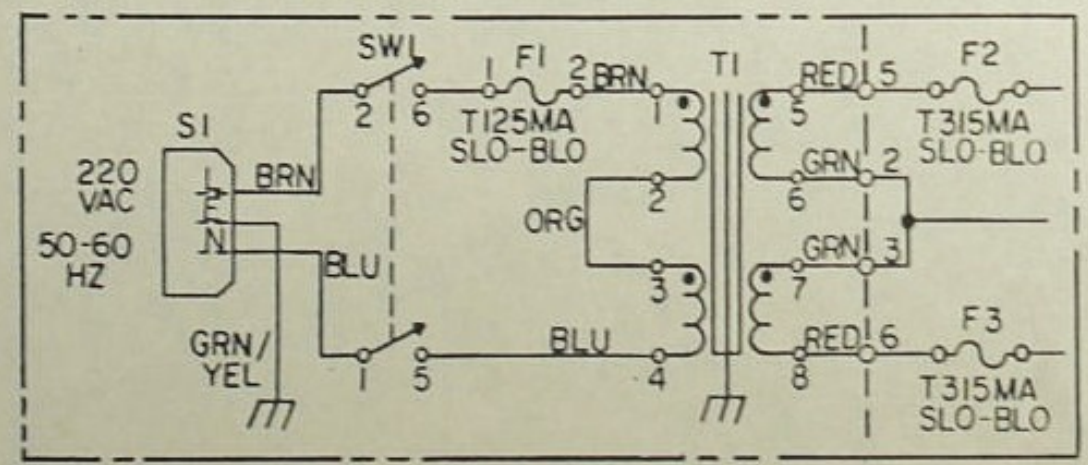 SW1
F1
T1
F2
F3
S1
220
VAC
50-60
HZ
L
E
N
BRN
BLU
GRN/
YEL
2
6
1
5
1
2
T125MA
SLO-BLO
BRN
1
2
ORG
3
4
BLU
RED
5
5
GRN
2
6
GRN
3
7
RED
6
8
T315MA
SLO-BLO
T315MA
SLO-BLO